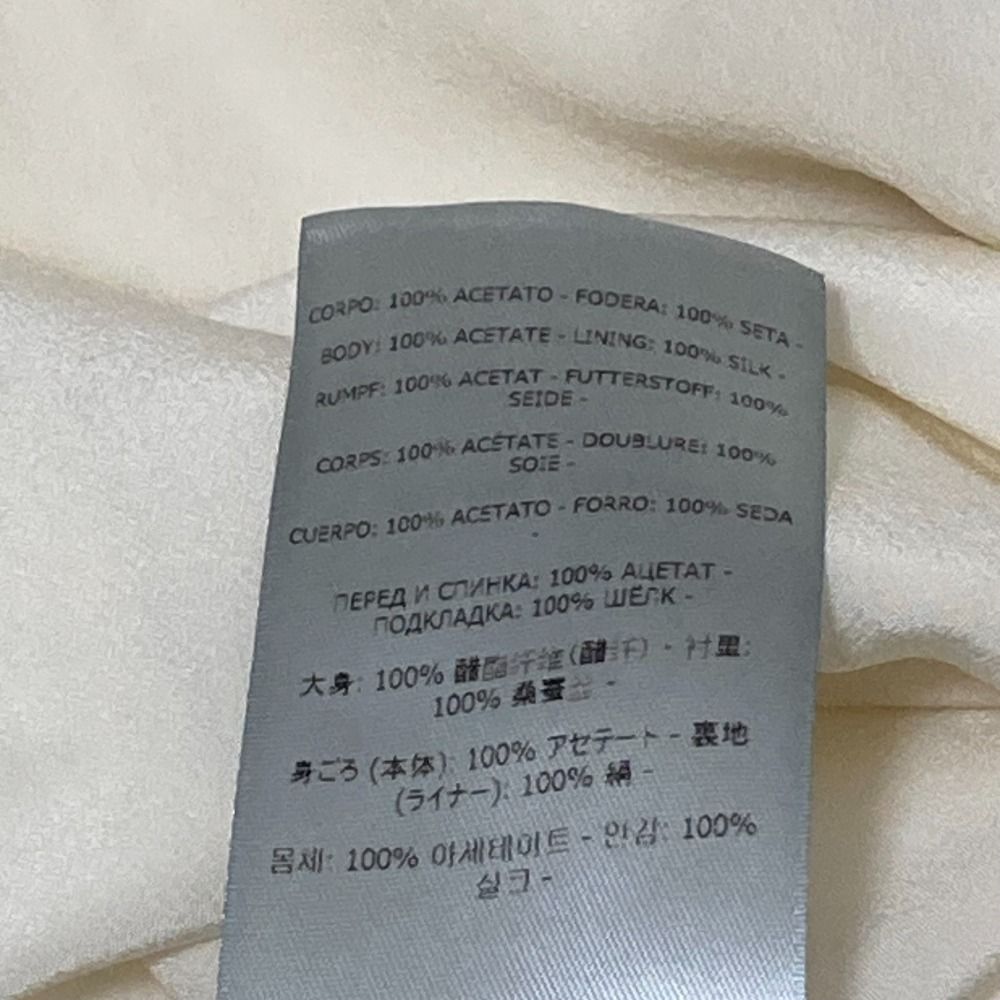 CORPO: 100% ACETATO - FODERA: 100% SETA -
BODY: 100% ACETATE - LINING: 100% SILK -
RUMPF: 100% ACETAT - FUTTERSTOFF: 100%
SEIDE -
CORPS: 100% ACÉTATE - DOUBLURE: 100%
SOIE -
CUERPO: 100% ACETATO - FORRO: 100% SEDA
-
ПЕРЕД И СПИНКА: 100% АЦЕТАТ -
ПОДКЛАДКА: 100% ШЁЛК -
大身: 100% 醋酯纤维(醋纤) - 衬里:
100% 桑蚕丝 -
身ごろ (本体): 100% アセテート - 裏地
(ライナー): 100% 絹 -
몸체: 100% 아세테이트 - 안감: 100%
실크 -